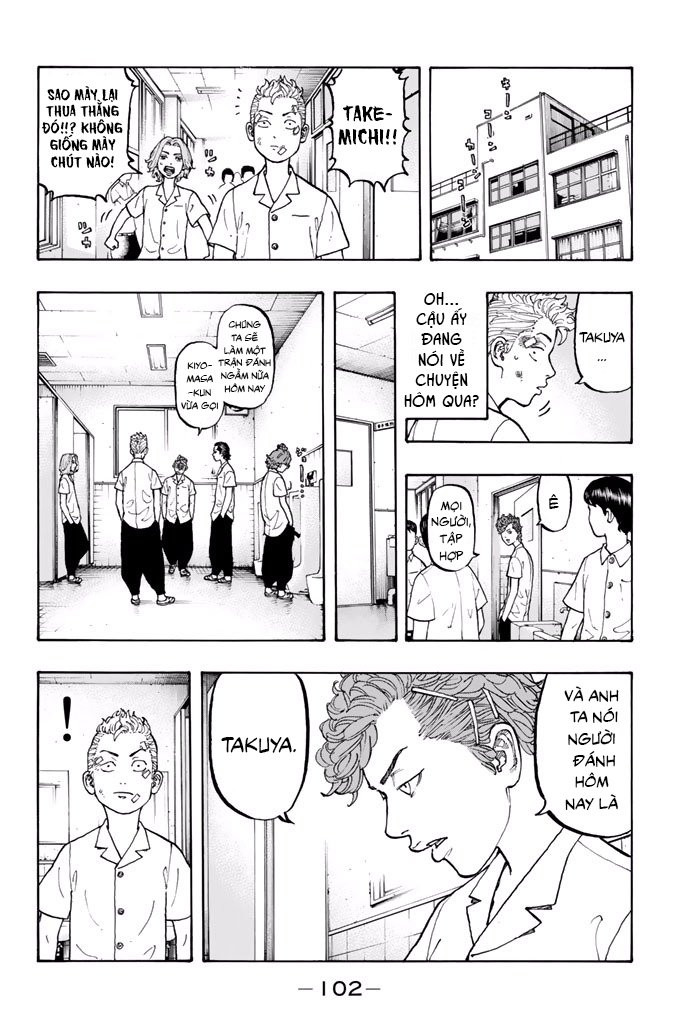 TAKE-
MICHI!!
SAO MÀY LẠI
THUA THẰNG
ĐÓ!!? KHÔNG
GIỐNG MÀY
CHÚT NÀO!
TAKUYA
...
OH...
CẬU ẤY
ĐANG
NÓI VỀ
CHUYỆN
HÔM QUA?
Ê
MỌI
NGƯỜI,
TẬP
HỢP
CHÚNG
TA SẼ
LÀM MỘT
TRẬN ĐÁNH
NGẦM NỮA
HÔM NAY
KIYO-
MASA
-KUN
VỪA GỌI
VÀ ANH
TA NÓI
NGƯỜI
ĐÁNH
HÔM
NAY LÀ
TAKUYA.
!
-102-